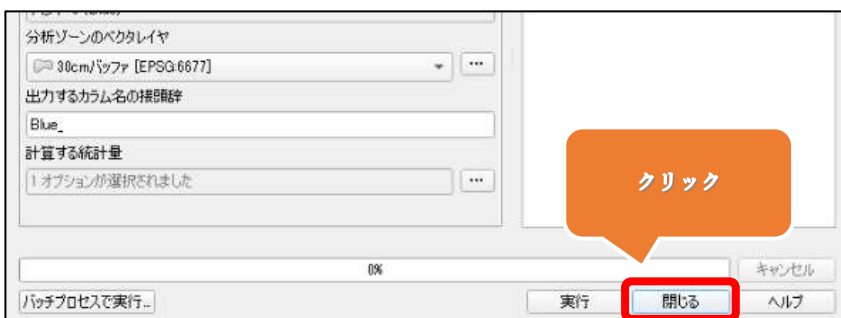 分析ゾーンのベクタレイヤ
30cmバッファ [EPSG:6677]
...
出力するカラム名の接頭辞
Blue_
計算する統計量
1 オプションが選択されました
...
クリック
0%
キャンセル
バッチプロセスで実行...
実行
閉じる
ヘルプ